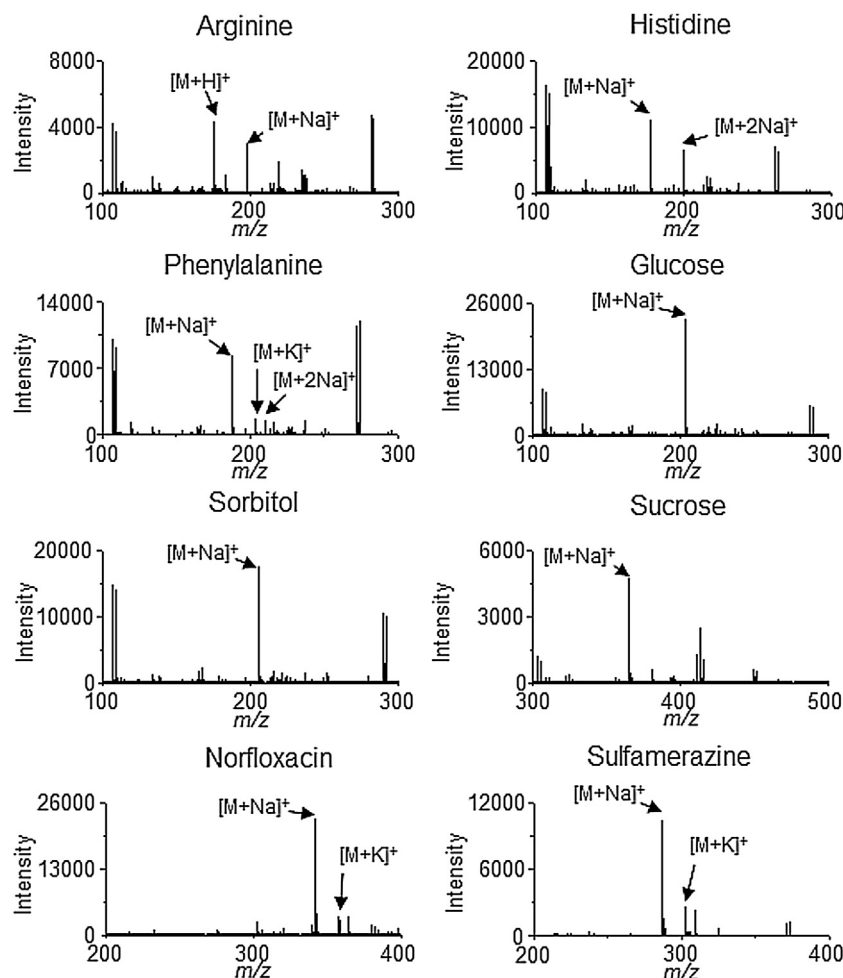 Arginine
8000
4000
0
Intensity
[M+H]⁺
[M+Na]⁺
100
200
300
m/z
Histidine
20000
10000
0
Intensity
[M+Na]⁺
[M+2Na]⁺
100
200
300
m/z
Phenylalanine
14000
7000
0
Intensity
[M+Na]⁺
[M+K]⁺
[M+2Na]⁺
100
200
300
m/z
Glucose
26000
13000
0
Intensity
[M+Na]⁺
100
200
300
m/z
Sorbitol
20000
10000
0
Intensity
[M+Na]⁺
100
200
300
m/z
Sucrose
6000
3000
0
Intensity
[M+Na]⁺
300
400
500
m/z
Norfloxacin
26000
13000
0
Intensity
[M+Na]⁺
[M+K]⁺
200
300
400
m/z
Sulfamerazine
12000
6000
0
Intensity
[M+Na]⁺
[M+K]⁺
200
300
400
m/z